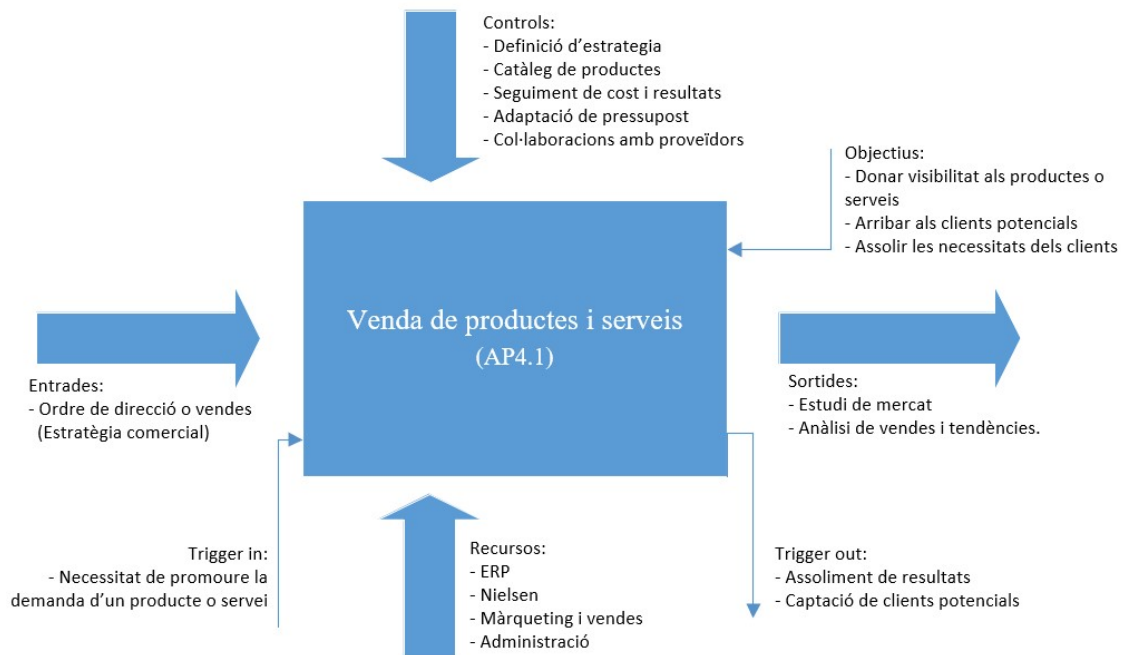 Controls:
- Definició d'estrategia
- Catàleg de productes
- Seguiment de cost i resultats
- Adaptació de pressupost
- Col·laboracions amb proveïdors
Objectius:
- Donar visibilitat als productes o
serveis
- Arribar als clients potencials
- Assolir les necessitats dels clients
Venda de productes i serveis
(AP4.1)
Entrades:
- Ordre de direcció o vendes
(Estratègia comercial)
Sortides:
- Estudi de mercat
- Anàlisi de vendes i tendències.
Trigger in:
- Necessitat de promoure la
demanda d'un producte o servei
Recursos:
- ERP
- Nielsen
- Màrqueting i vendes
- Administració
Trigger out:
- Assoliment de resultats
- Captació de clients potencials